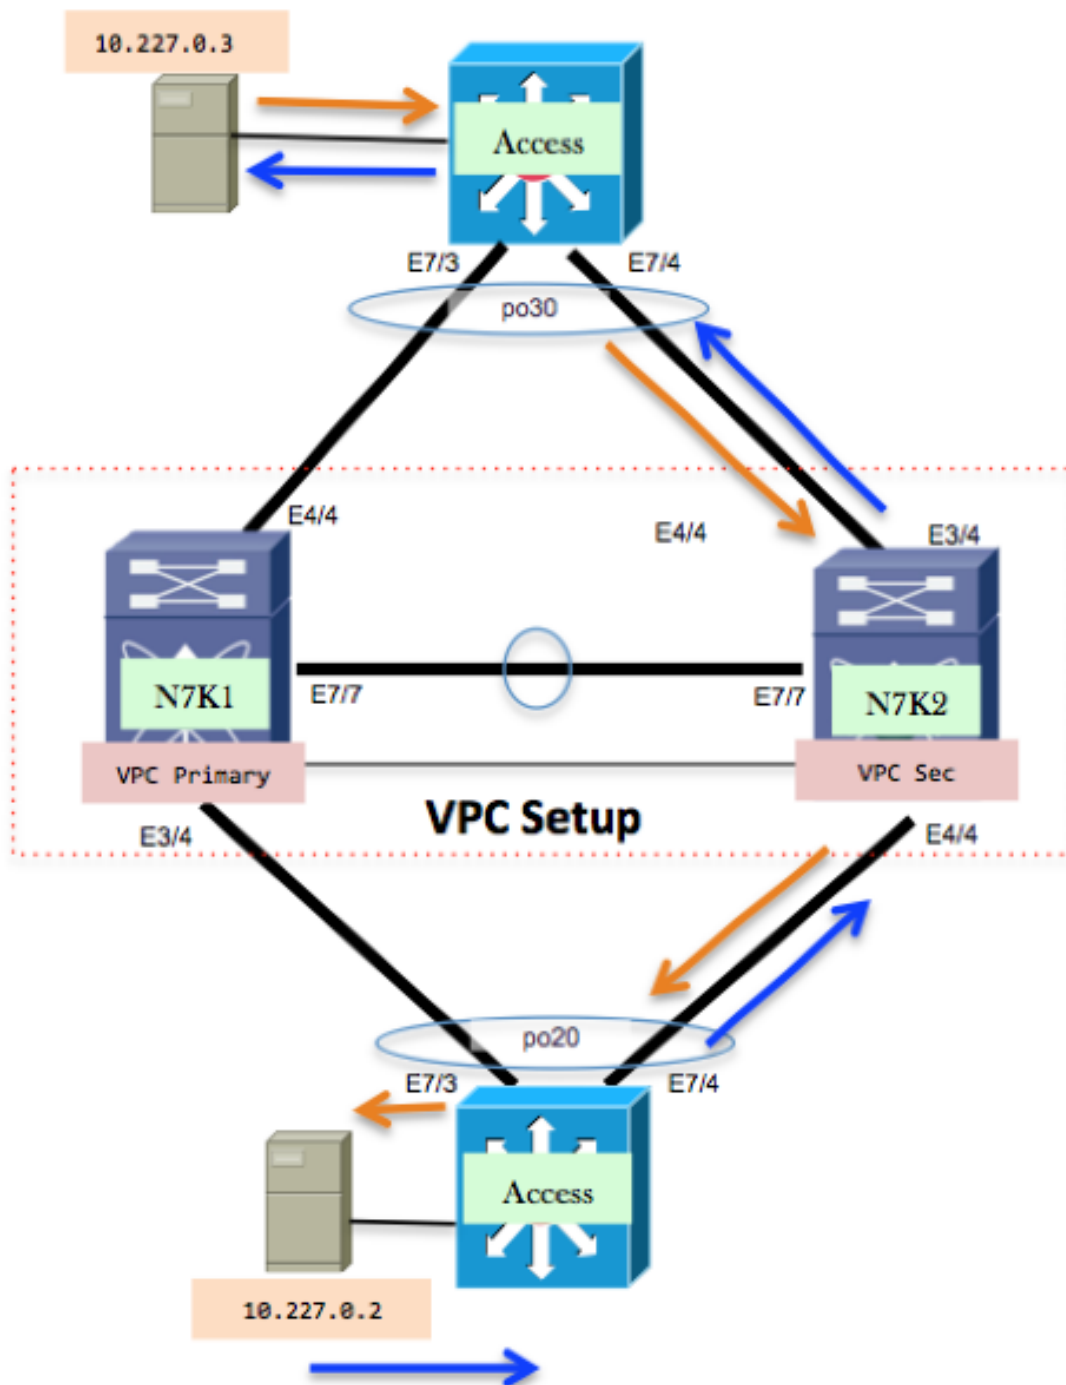 10.227.0.3
Access
E7/3
E7/4
po30
E4/4
E4/4
E3/4
N7K1
E7/7
E7/7
N7K2
VPC Primary
VPC Sec
VPC Setup
E3/4
E4/4
po20
E7/3
E7/4
Access
10.227.0.2